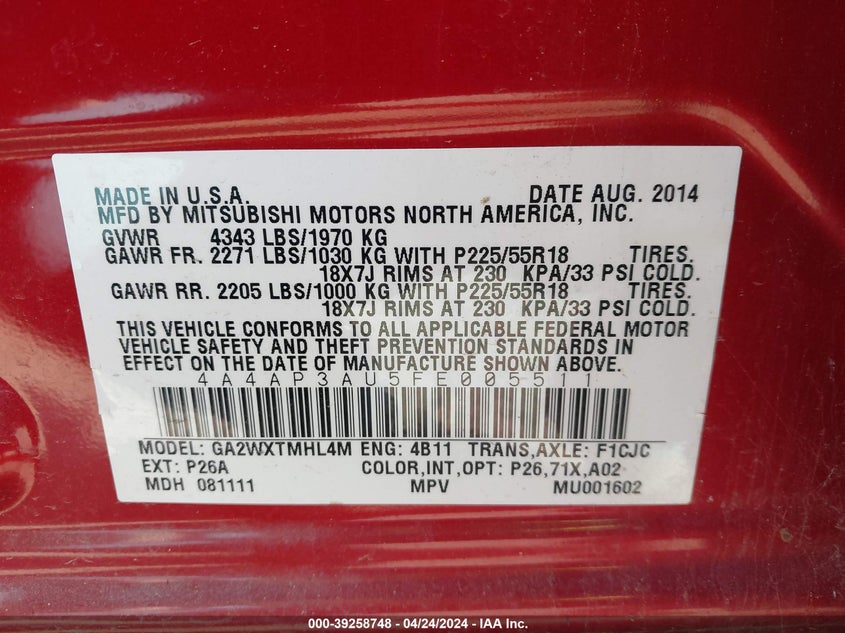 MADE IN U.S.A. DATE AUG. 2014
MFD BY MITSUBISHI MOTORS NORTH AMERICA, INC.
GVWR 4343 LBS/1970 KG
GAWR FR. 2271 LBS/1030 KG WITH P225/55R18 TIRES.
18X7J RIMS AT 230 KPA/33 PSI COLD.
GAWR RR. 2205 LBS/1000 KG WITH P225/55R18 TIRES.
18X7J RIMS AT 230 KPA/33 PSI COLD.
THIS VEHICLE CONFORMS TO ALL APPLICABLE FEDERAL MOTOR
VEHICLE SAFETY AND THEFT PREVENTION STANDARDS IN
EFFECT ON THE DATE OF MANUFACTURE SHOWN ABOVE.
4A4AP3AU5FE005511
MODEL: GA2WXTMHL4M ENG: 4B11 TRANS,AXLE: F1CJC
EXT: P26A COLOR,INT,OPT: P26,71X,A02
MDH 081111 MPV MU001602
000-39258748 - 04/24/2024 - IAA Inc.